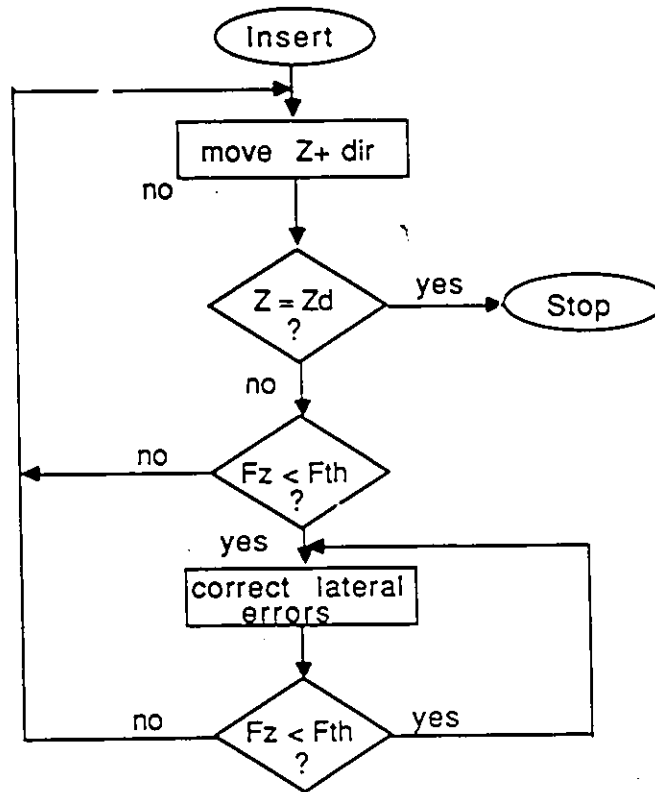 Insert
move Z+ dir
no
Z = Zd
?
yes
Stop
no
no
Fz < Fth
?
yes
correct lateral
errors
no
Fz < Fth
?
yes